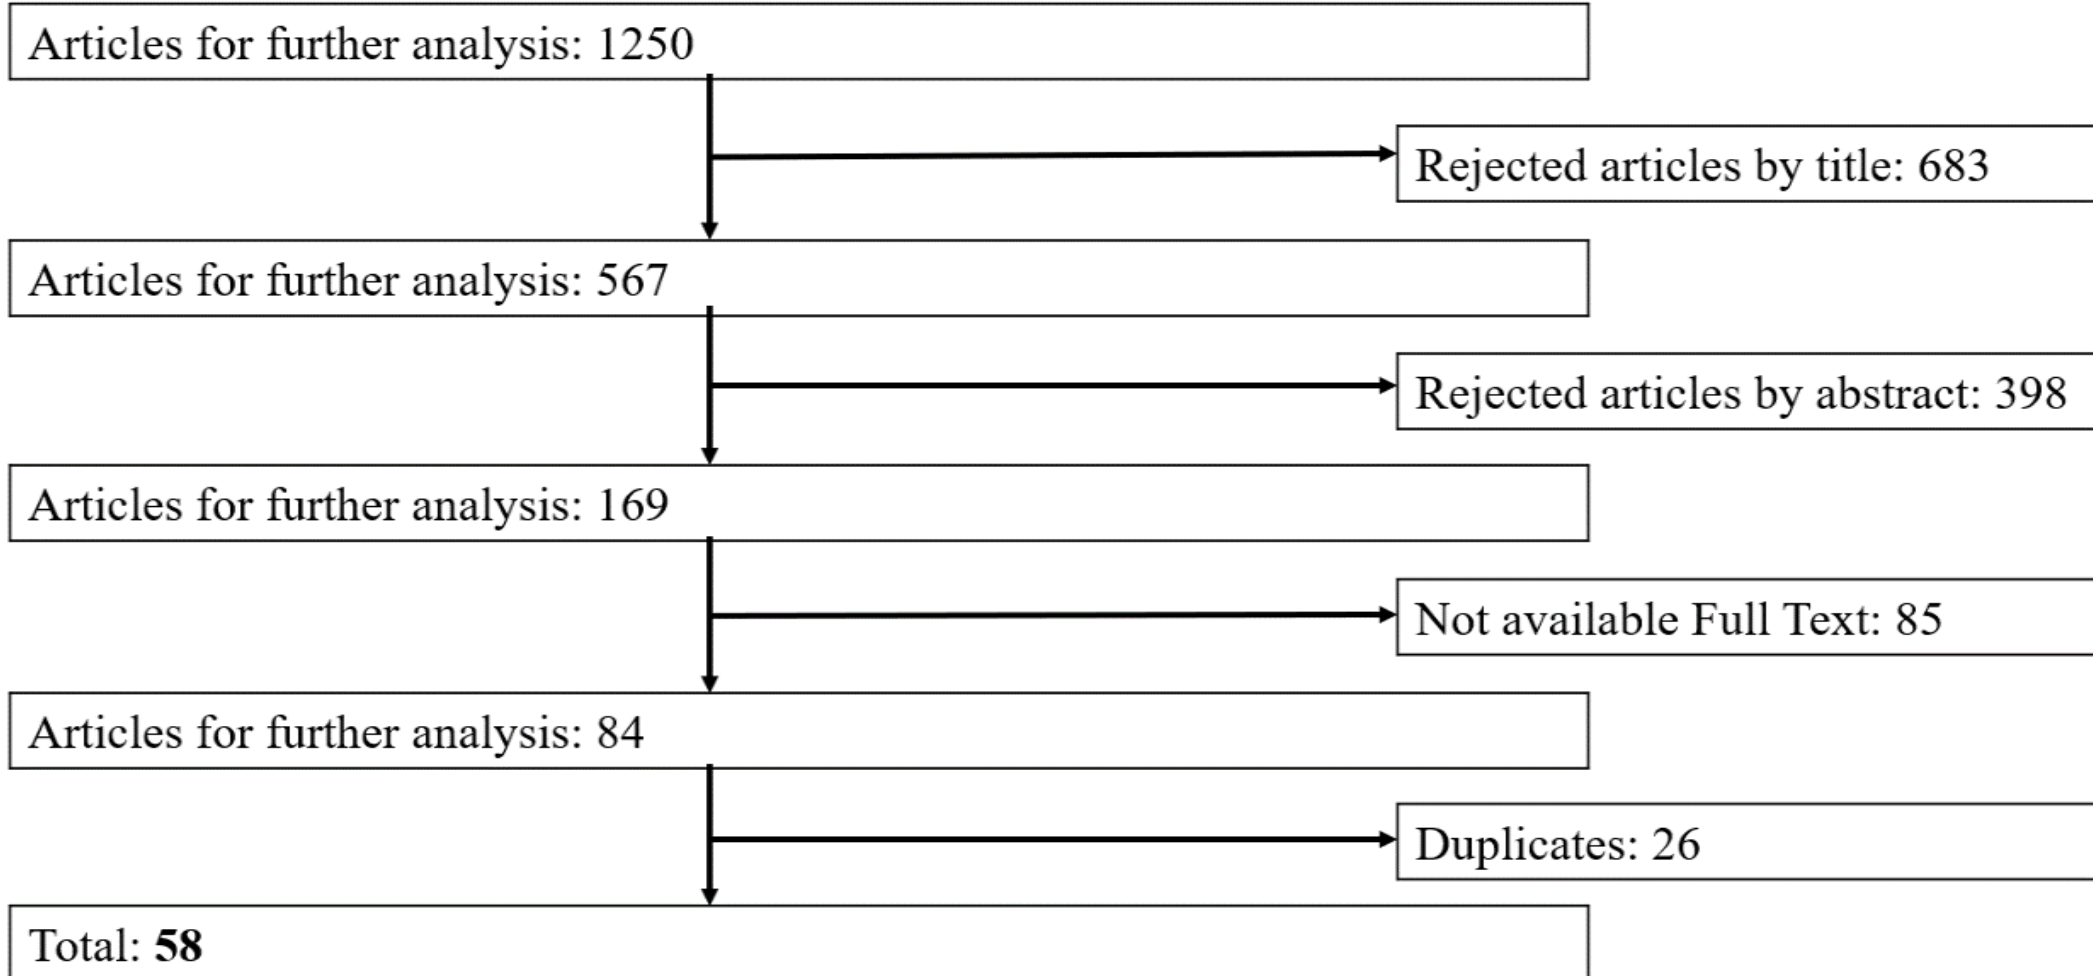 Articles for further analysis: 1250
Rejected articles by title: 683
Articles for further analysis: 567
Rejected articles by abstract: 398
Articles for further analysis: 169
Not available Full Text: 85
Articles for further analysis: 84
Duplicates: 26
Total: 58